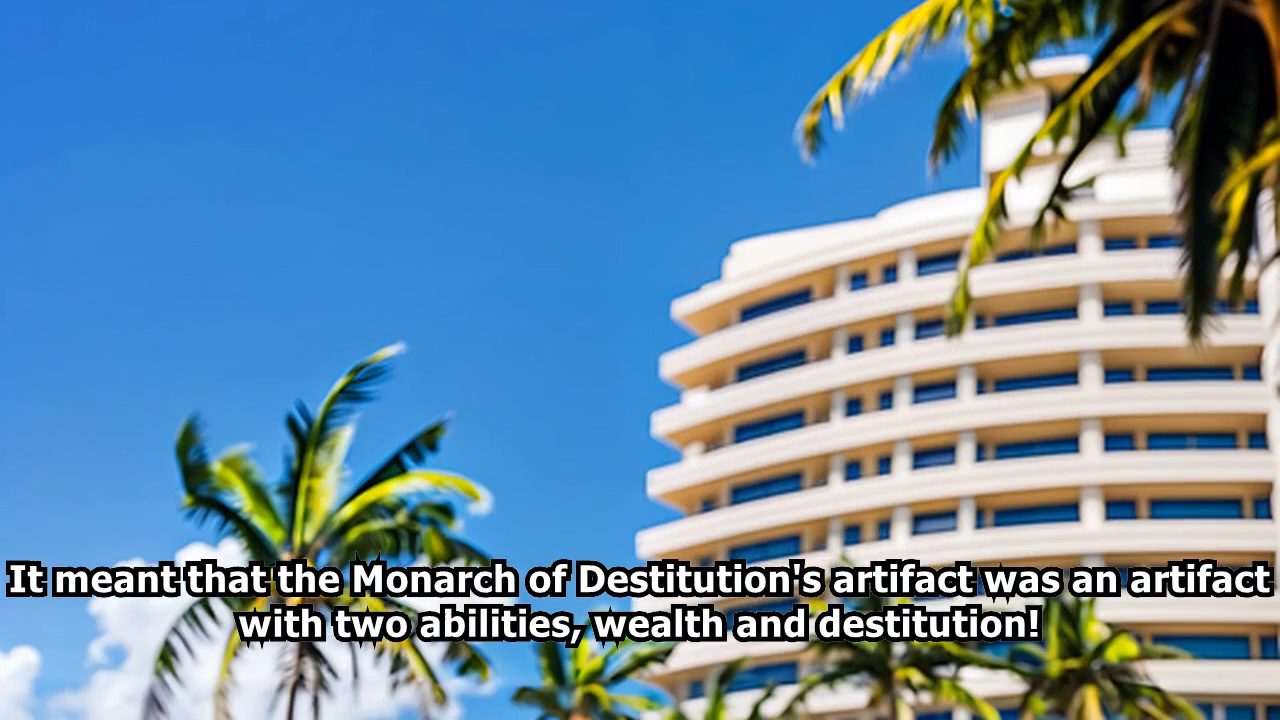 It meant that the Monarch of Destitution's artifact was an artifact
with two abilities, wealth and destitution!